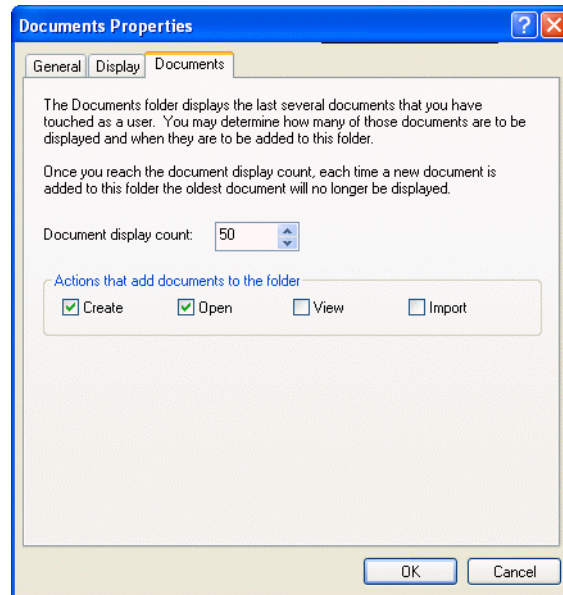 Documents Properties
General Display Documents
The Documents folder displays the last several documents that you have
touched as a user. You may determine how many of those documents are to be
displayed and when they are to be added to this folder.
Once you reach the document display count, each time a new document is
added to this folder the oldest document will no longer be displayed.
Document display count: 50
Actions that add documents to the folder
Create Open View Import
OK Cancel